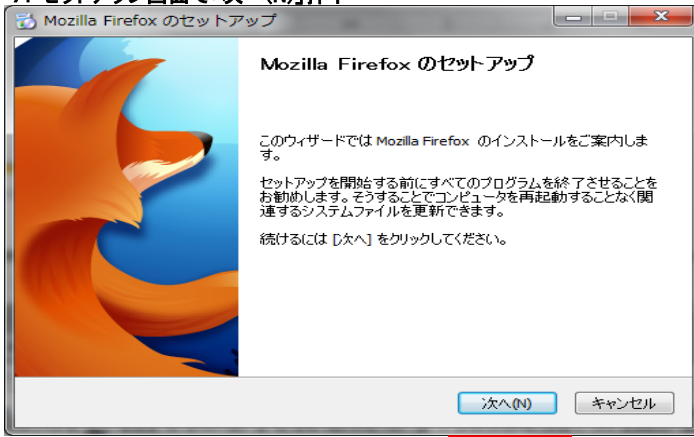 Mozilla Firefox のセットアップ
Mozilla Firefox のセットアップ
このウィザードでは Mozilla Firefox のインストールをご案内しま
す。
セットアップを開始する前にすべてのプログラムを終了させることを
お勧めします。そうすることでコンピュータを再起動することなく関
連するシステムファイルを更新できます。
続けるには [次へ] をクリックしてください。
次へ(N)
キャンセル